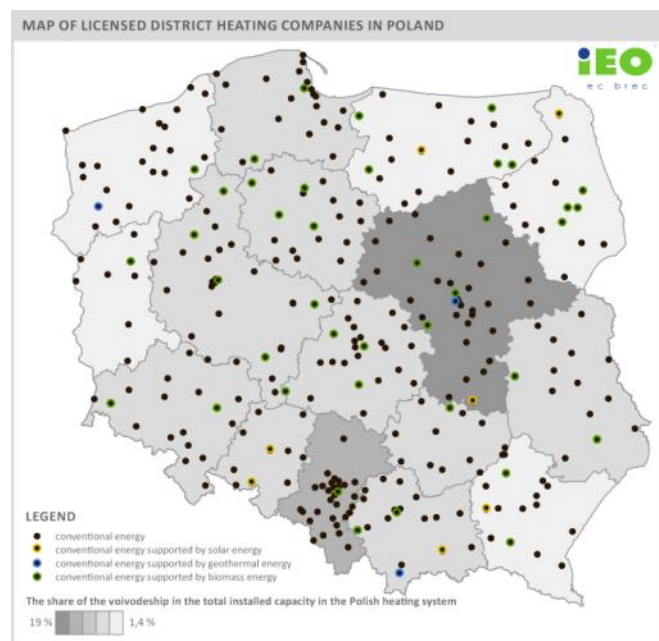 MAP OF LICENSED DISTRICT HEATING COMPANIES IN POLAND
iEO
ec brec
LEGEND
conventional energy
conventional energy supported by solar energy
conventional energy supported by geothermal energy
conventional energy supported by biomass energy
The share of the voivodeship in the total installed capacity in the Polish heating system
19 % 1,4 %